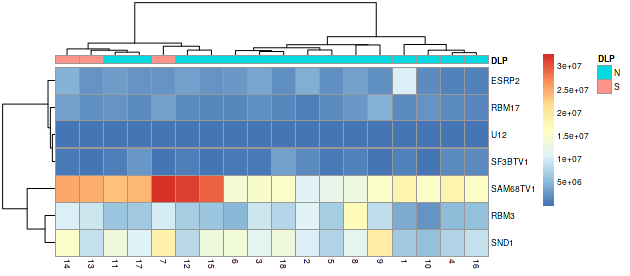 DLP
ESRP2
RBM17
U12
SF3BTV1
SAM68TV1
RBM3
SND1
14 13 11 17 7 12 15 6 3 18 2 5 8 9 1 10 4 16
3e+07
2.5e+07
2e+07
1.5e+07
1e+07
5e+06
DLP
N
S